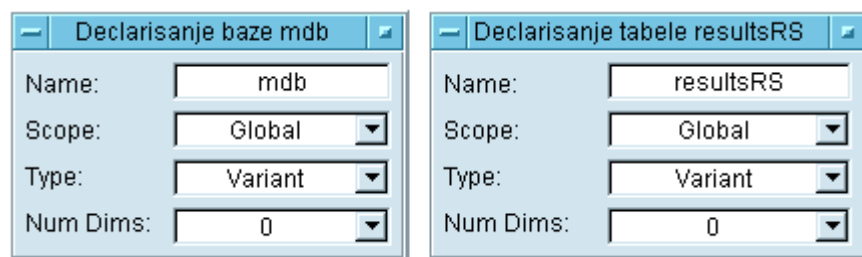 Declarisanje baze mdb
Name: mdb
Scope: Global
Type: Variant
Num Dims: 0
Declarisanje tabele resultsRS
Name: resultsRS
Scope: Global
Type: Variant
Num Dims: 0